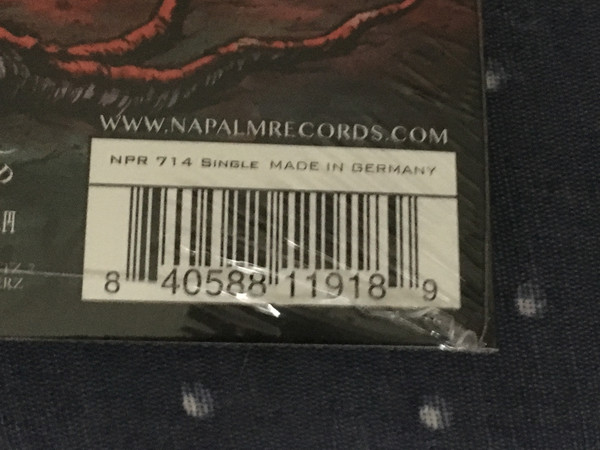 WWW.NAPALMRECORDS.COM
NPR 714 SINGLE MADE IN GERMANY
8 40588 11918 9